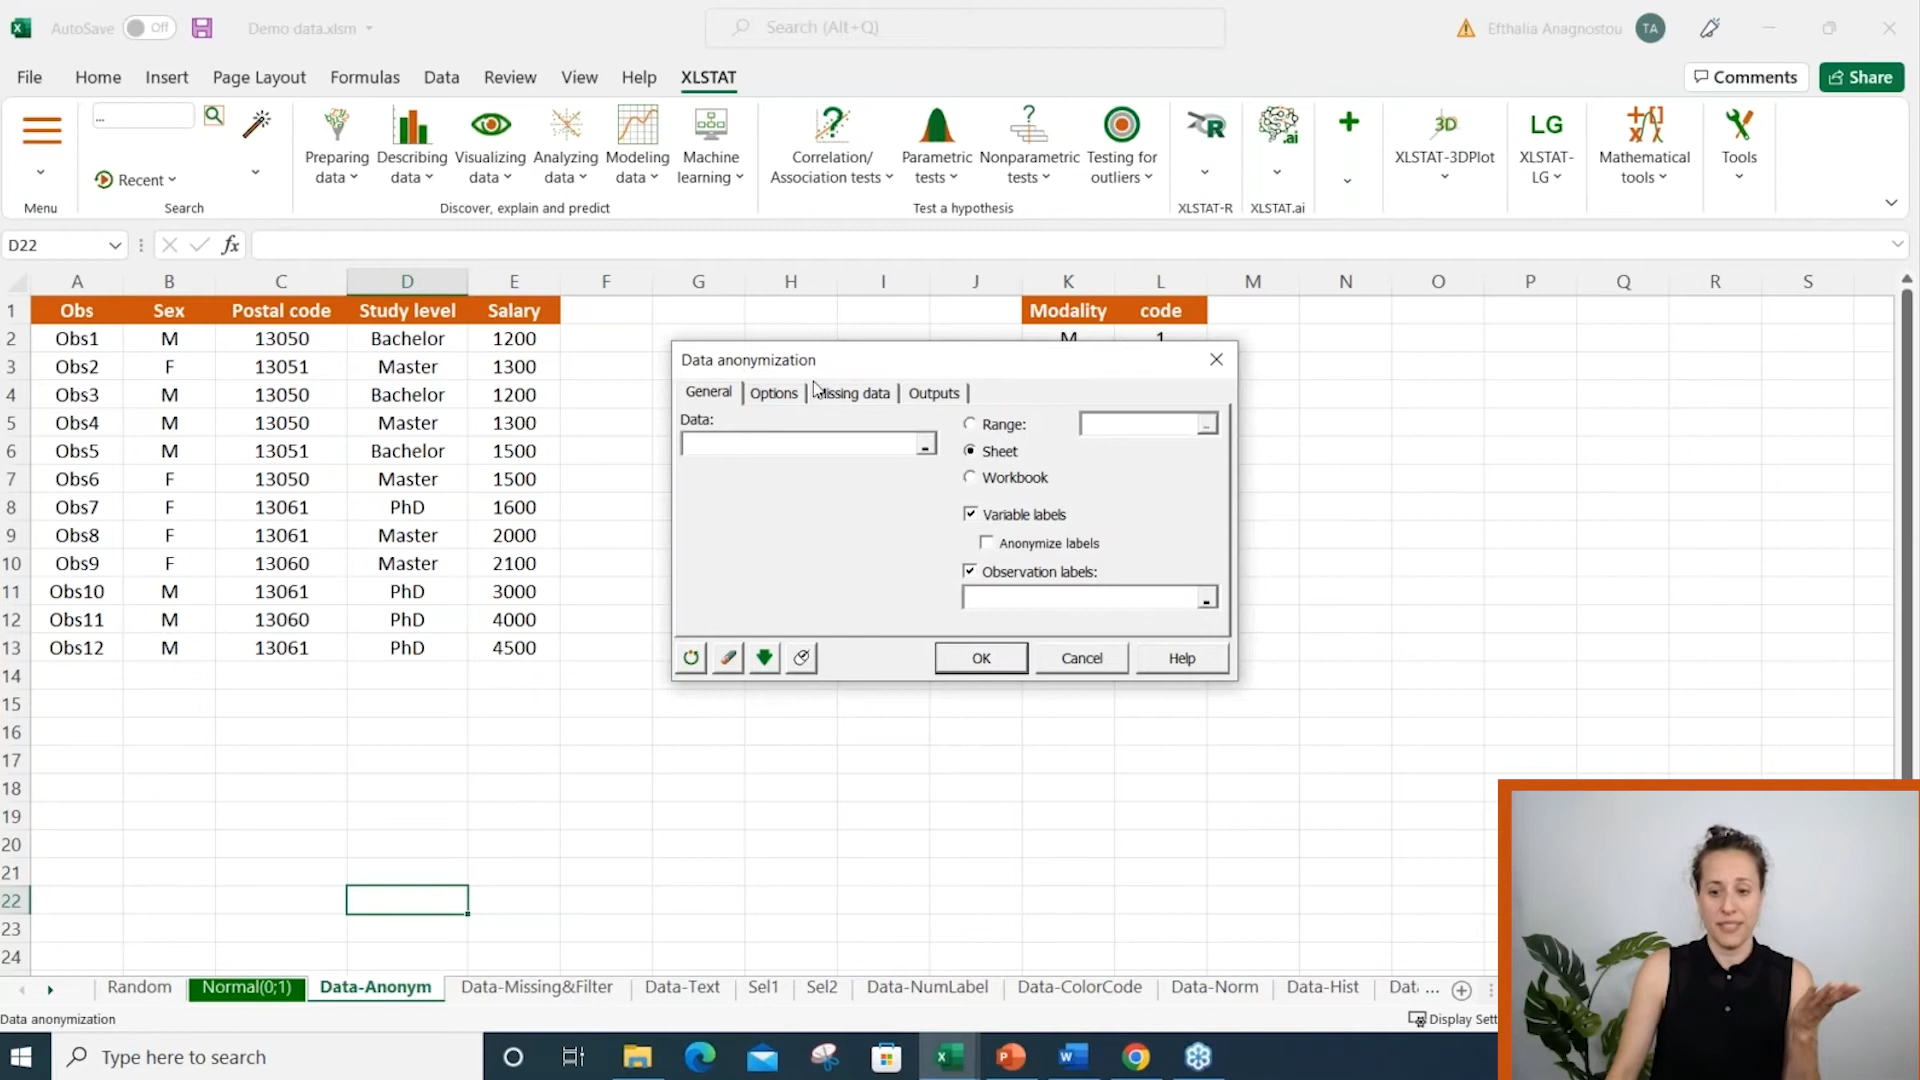 AutoSave Off Demo data.xlsm Search (Alt+Q) Efthalia Anagnostou TA
File Home Insert Page Layout Formulas Data Review View Help XLSTAT Comments Share
...
Recent
Preparing data
Describing data
Visualizing data
Analyzing data
Modeling data
Machine learning
Correlation/ Association tests
Parametric tests
Nonparametric tests
Testing for outliers
R
.ai
3D
XLSTAT-3DPlot
LG
XLSTAT-LG
Mathematical tools
Tools
Menu Search Discover, explain and predict Test a hypothesis XLSTAT-R XLSTAT.ai
D22 fx
A B C D E F G H I J K L M N O P Q R S
1 Obs Sex Postal code Study level Salary Modality code
2 Obs1 M 13050 Bachelor 1200 M 1
3 Obs2 F 13051 Master 1300
4 Obs3 M 13050 Bachelor 1200
5 Obs4 M 13050 Master 1300
6 Obs5 M 13051 Bachelor 1500
7 Obs6 F 13050 Master 1500
8 Obs7 F 13061 PhD 1600
9 Obs8 F 13061 Master 2000
10 Obs9 F 13060 Master 2100
11 Obs10 M 13061 PhD 3000
12 Obs11 M 13060 PhD 4000
13 Obs12 M 13061 PhD 4500
14
15
16
17
18
19
20
21
22
23
24
Data anonymization
General Options Missing data Outputs
Data:
Range:
Sheet
Workbook
Variable labels
Anonymize labels
Observation labels:
OK Cancel Help
Random Normal(0;1) Data-Anonym Data-Missing&Filter Data-Text Sel1 Sel2 Data-NumLabel Data-ColorCode Data-Norm Data-Hist Dat ...
Data anonymization Display Sett
Type here to search